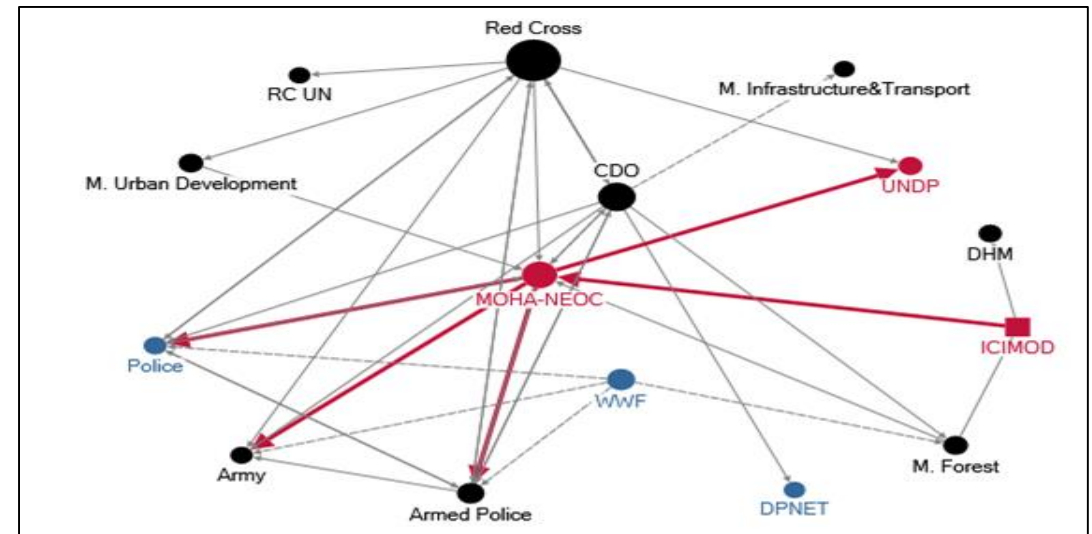 Red Cross
RC UN
M. Infrastructure&Transport
M. Urban Development
CDO
UNDP
DHM
MOHA-NEOC
ICIMOD
Police
WWF
Army
M. Forest
Armed Police
DPNET